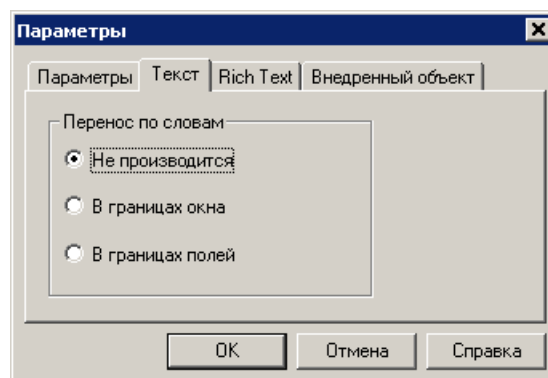 Параметры
Параметры Текст Rich Text Внедренный объект
Перенос по словам
Не производится
В границах окна
В границах полей
OK Отмена Справка